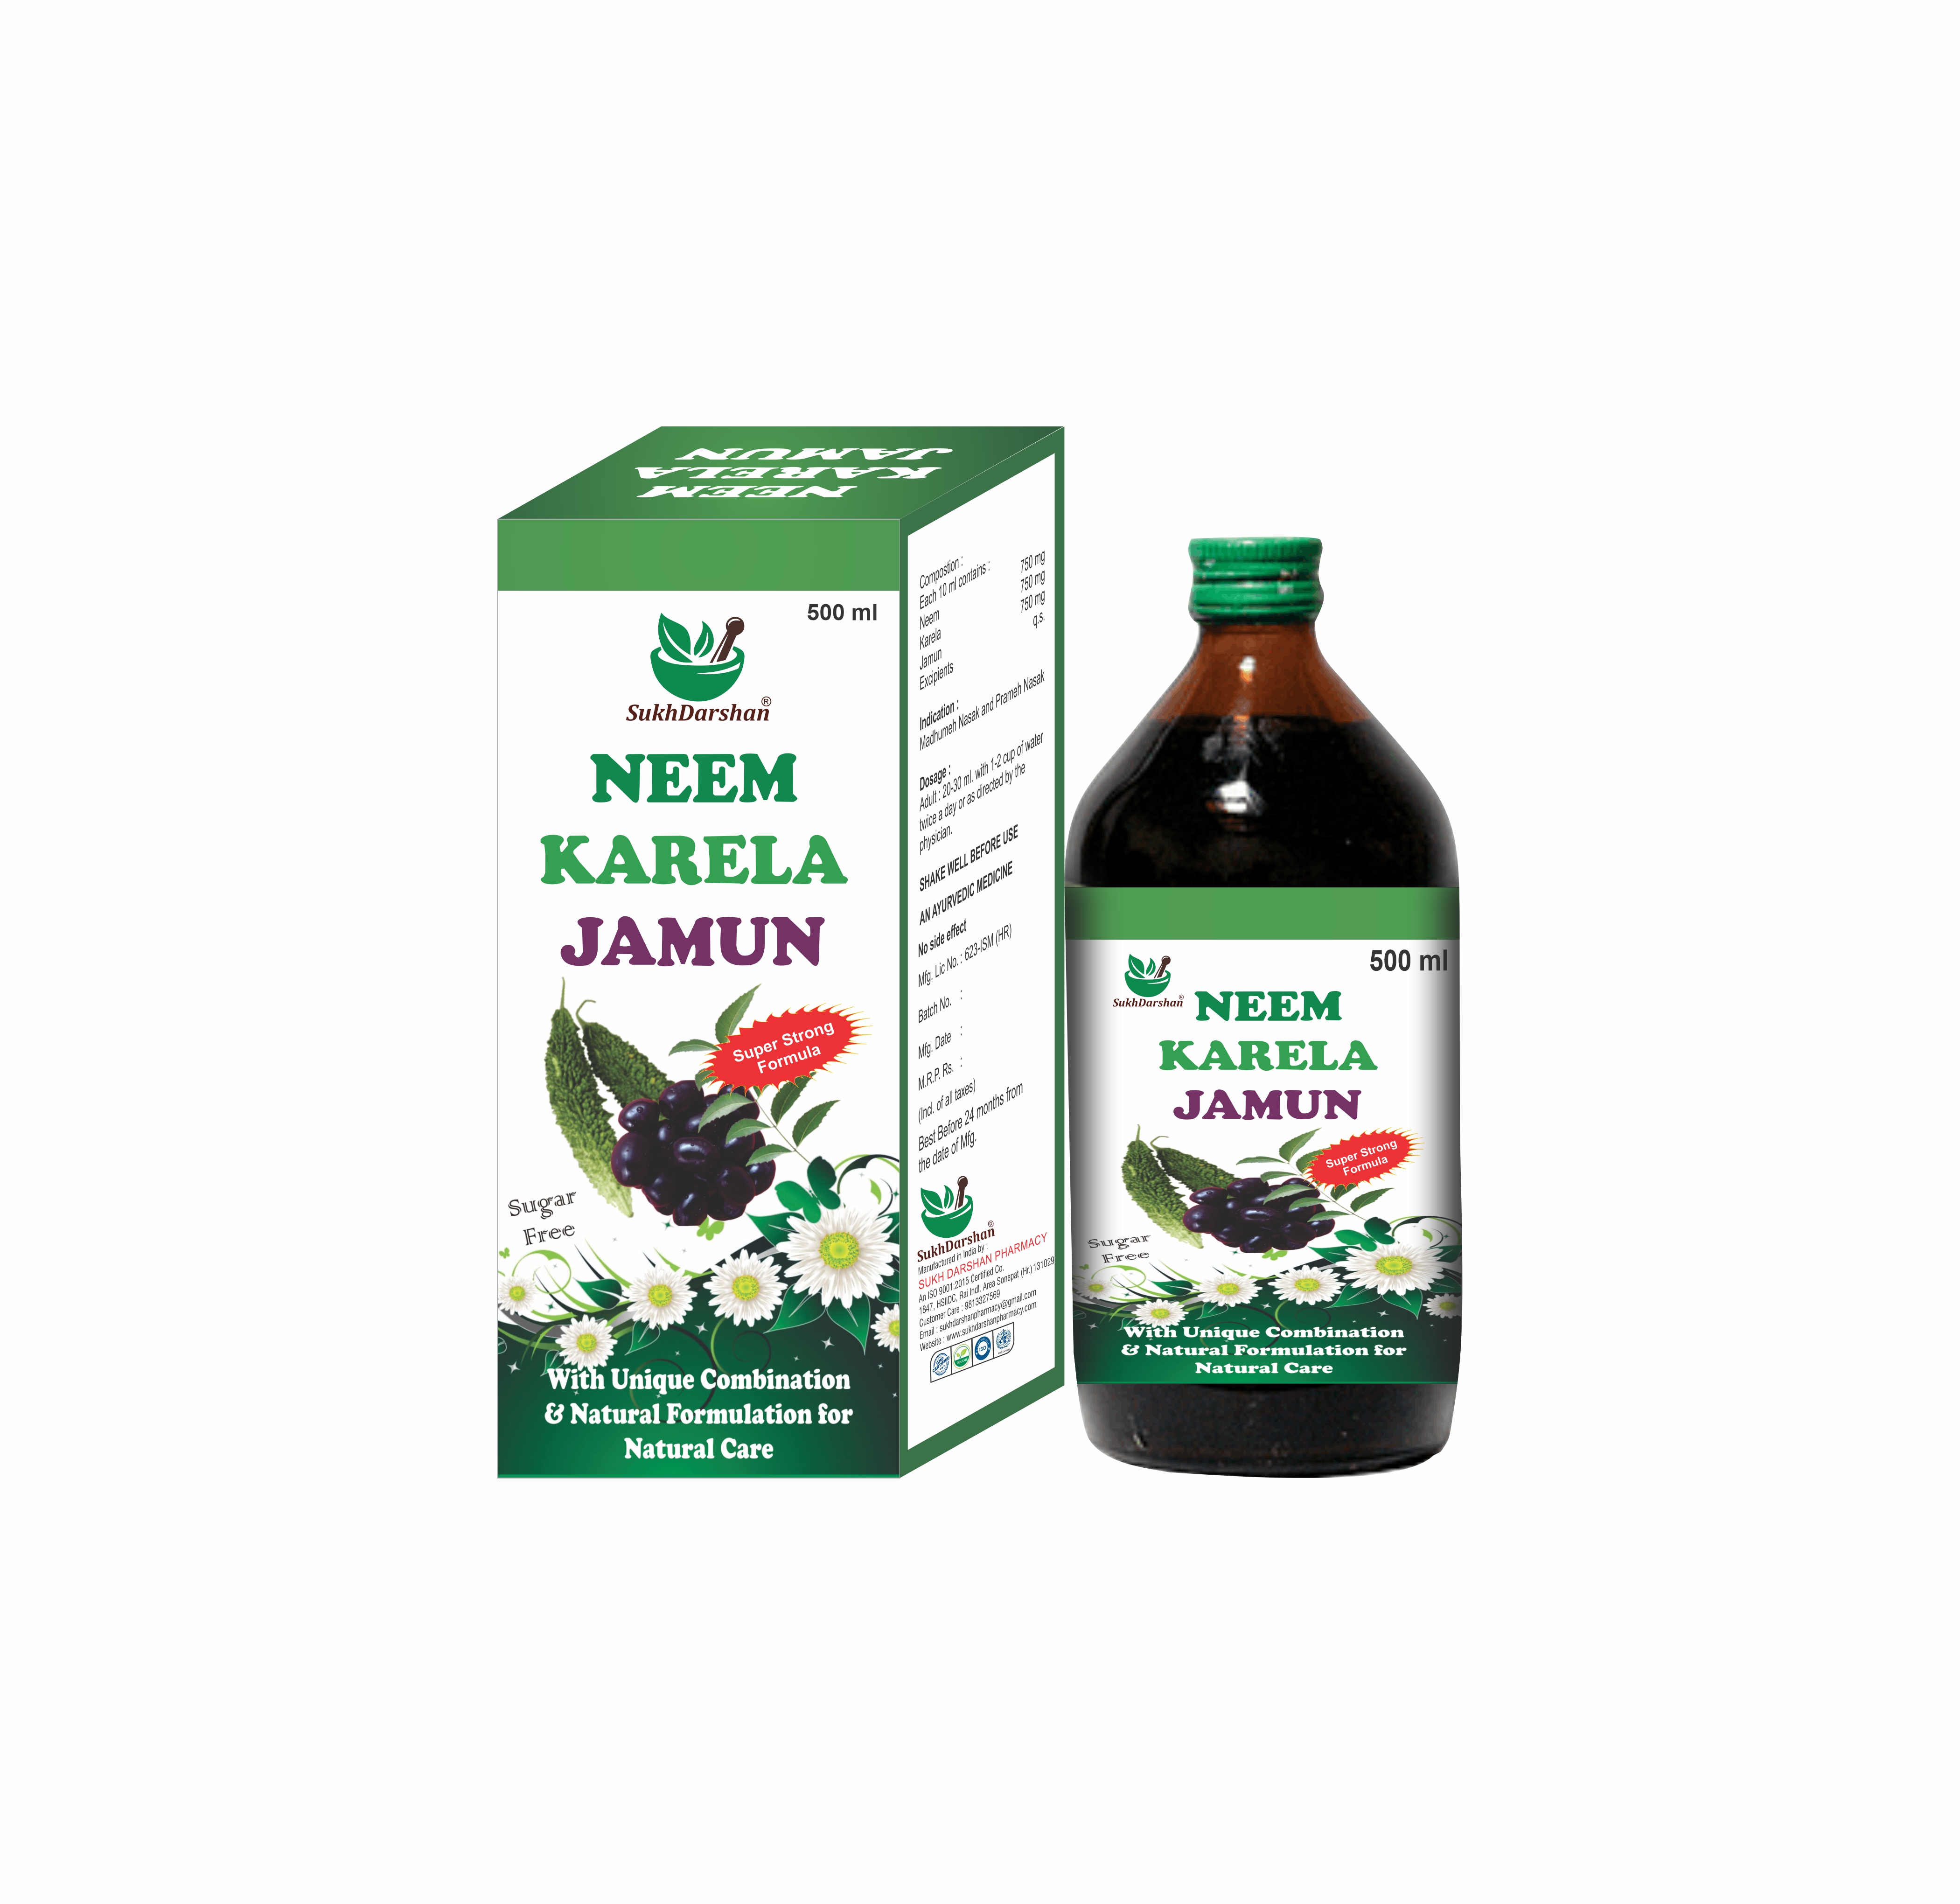 NEEM
KARELA
JAMUN
500 ml
SukhDarshan®
NEEM
KARELA
JAMUN
Super Strong
Formula
Sugar
Free
With Unique Combination
& Natural Formulation for
Natural Care
Compostion :
Each 10 ml contains :
Neem 750 mg
Karela 750 mg
Jamun 750 mg
Excipients q.s.
Indication :
Madhumeh Nasak and Prameh Nasak
Dosage :
Adult : 20-30 ml. with 1-2 cup of water
twice a day or as directed by the
physician.
SHAKE WELL BEFORE USE
AN AYURVEDIC MEDICINE
No side effect
Mfg. Lic No. : 623-ISM (HR)
Batch No. :
Mfg. Date :
M.R.P. Rs. :
(Incl. of all taxes)
Best Before 24 months from
the date of Mfg.
SukhDarshan®
Manufactured in India by :
SUKH DARSHAN PHARMACY
An ISO 9001:2015 Certified Co.
1847, HSIIDC, Rai Indl. Area Sonepat (Hr.) 131029
Customer Care : 9813327569
Email : sukhdarshanpharmacy@gmail.com
Website : www.sukhdarshanpharmacy.com
ISO
500 ml
SukhDarshan®
NEEM
KARELA
JAMUN
Super Strong
Formula
Sugar
Free
With Unique Combination
& Natural Formulation for
Natural Care